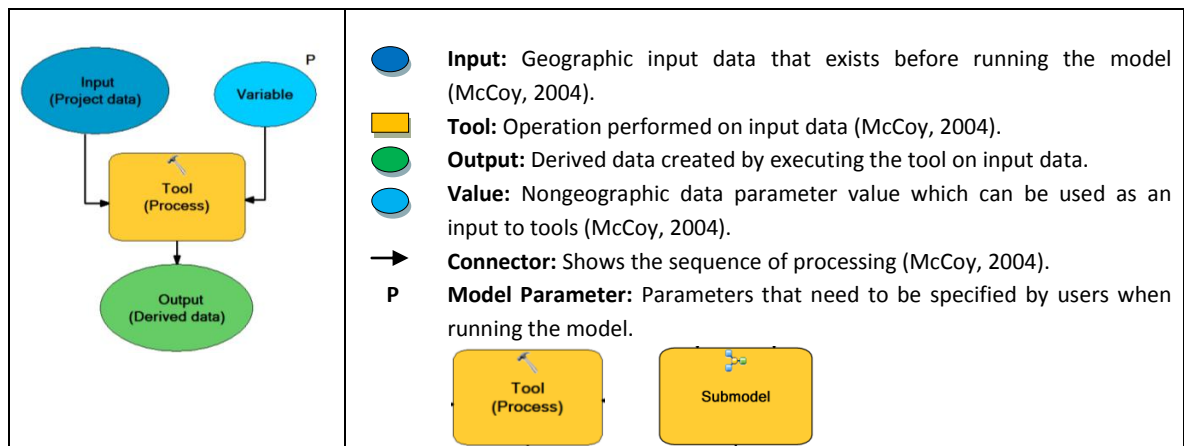 P
Input
(Project data)
Variable
Tool
(Process)
Output
(Derived data)
Input: Geographic input data that exists before running the model
(McCoy, 2004).
Tool: Operation performed on input data (McCoy, 2004).
Output: Derived data created by executing the tool on input data.
Value: Nongeographic data parameter value which can be used as an
input to tools (McCoy, 2004).
Connector: Shows the sequence of processing (McCoy, 2004).
P Model Parameter: Parameters that need to be specified by users when
running the model.
Tool
(Process)
Submodel